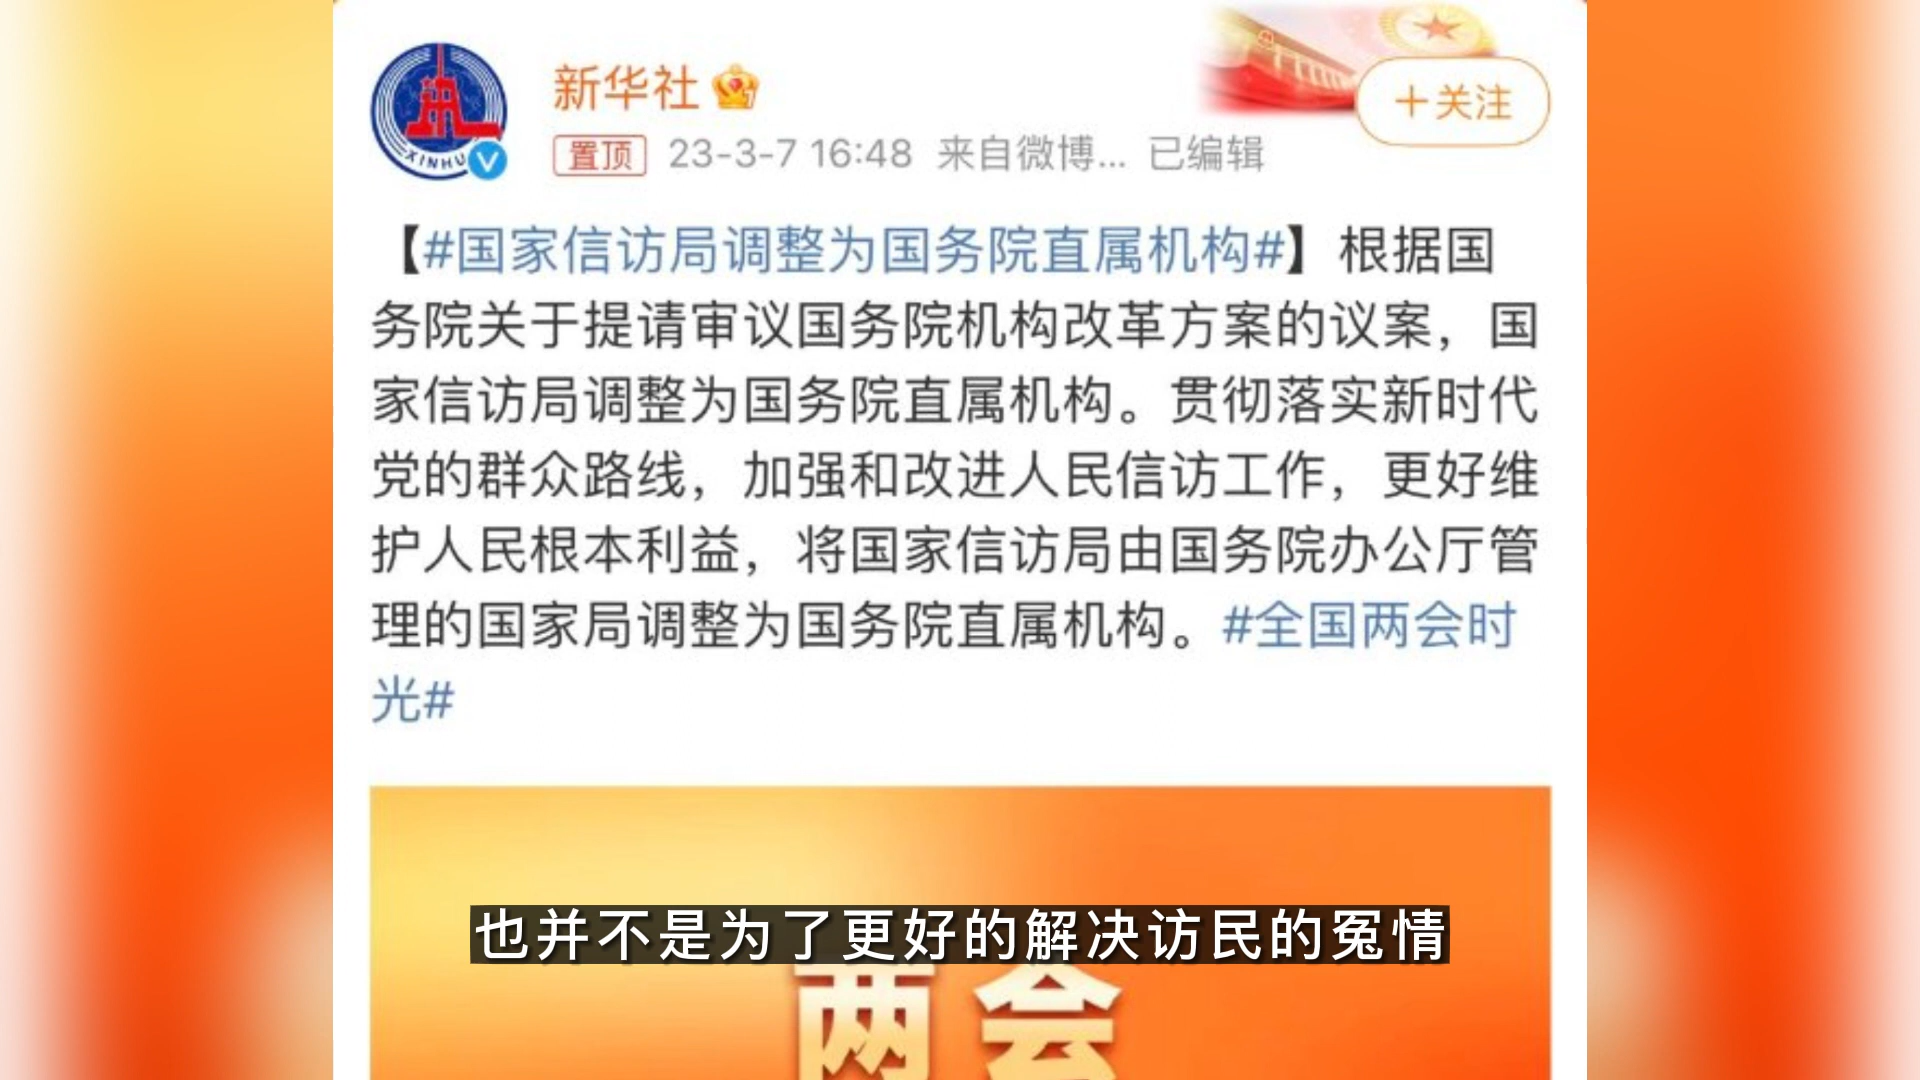 新华社
XINHU
置顶 23-3-7 16:48 来自微博... 已编辑
+关注
【#国家信访局调整为国务院直属机构#】根据国
务院关于提请审议国务院机构改革方案的议案，国
家信访局调整为国务院直属机构。贯彻落实新时代
党的群众路线，加强和改进人民信访工作，更好维
护人民根本利益，将国家信访局由国务院办公厅管
理的国家局调整为国务院直属机构。#全国两会时
光#
也并不是为了更好的解决访民的冤情
两会